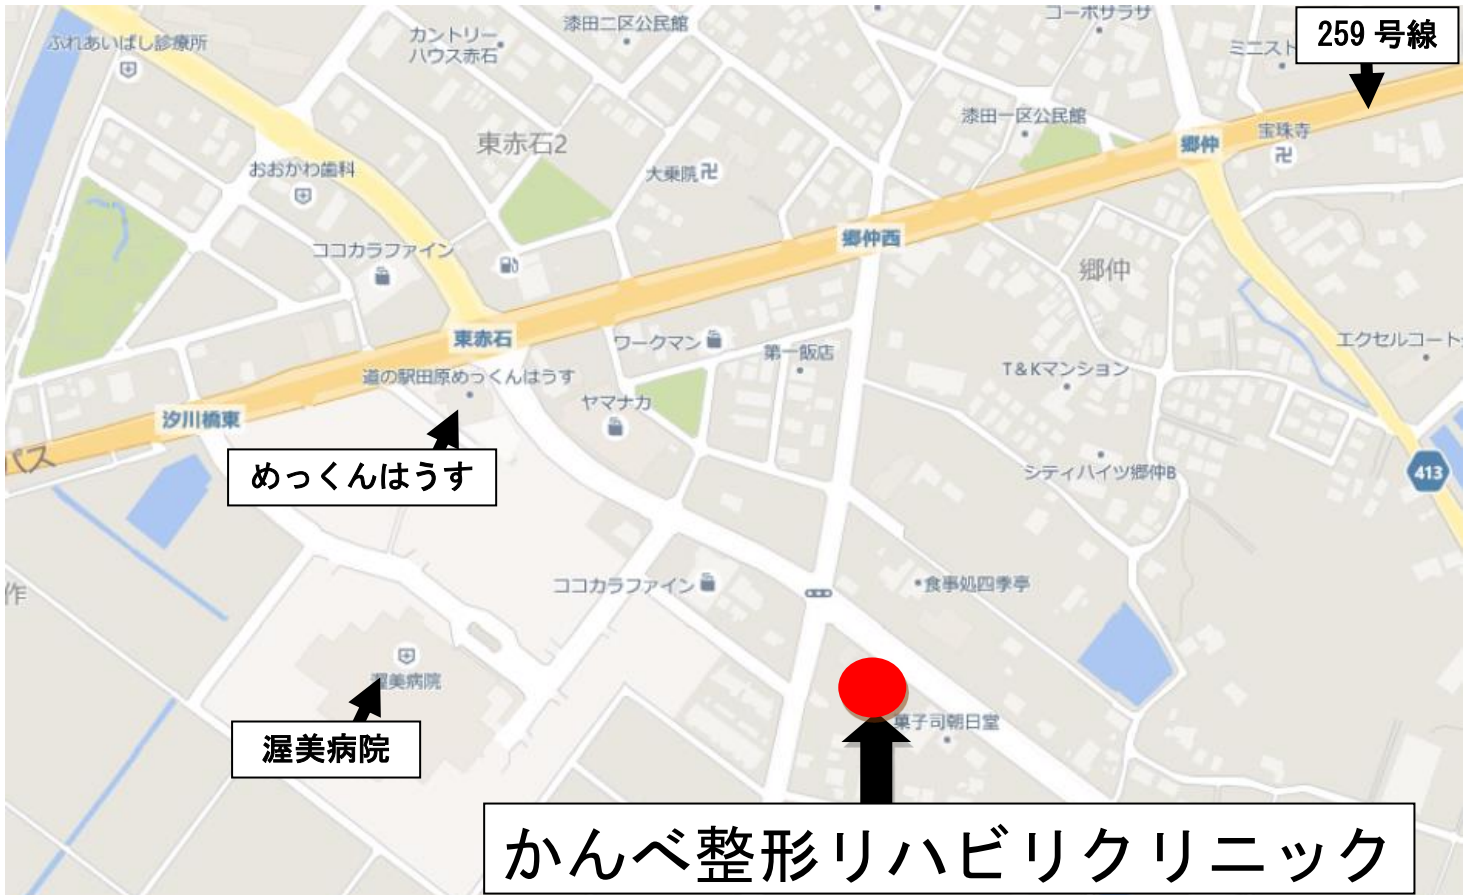 コーポサラサ
漆田二区公民館
カントリー
ハウス赤石
ふれあいばし診療所
259 号線
ミニスト
漆田一区公民館
宝珠寺
郷仲
東赤石2
大乗院
おおかわ歯科
郷仲西
ココカラファイン
郷仲
東赤石
ワークマン
第一飯店
エクセルコート
T&Kマンション
道の駅田原めっくんはうす
ヤマナカ
汐川橋東
バス
めっくんはうす
シティハイツ郷仲B
413
ココカラファイン
食事処四季亭
作
渥美病院
菓子司朝日堂
渥美病院
かんべ整形リハビリクリニック